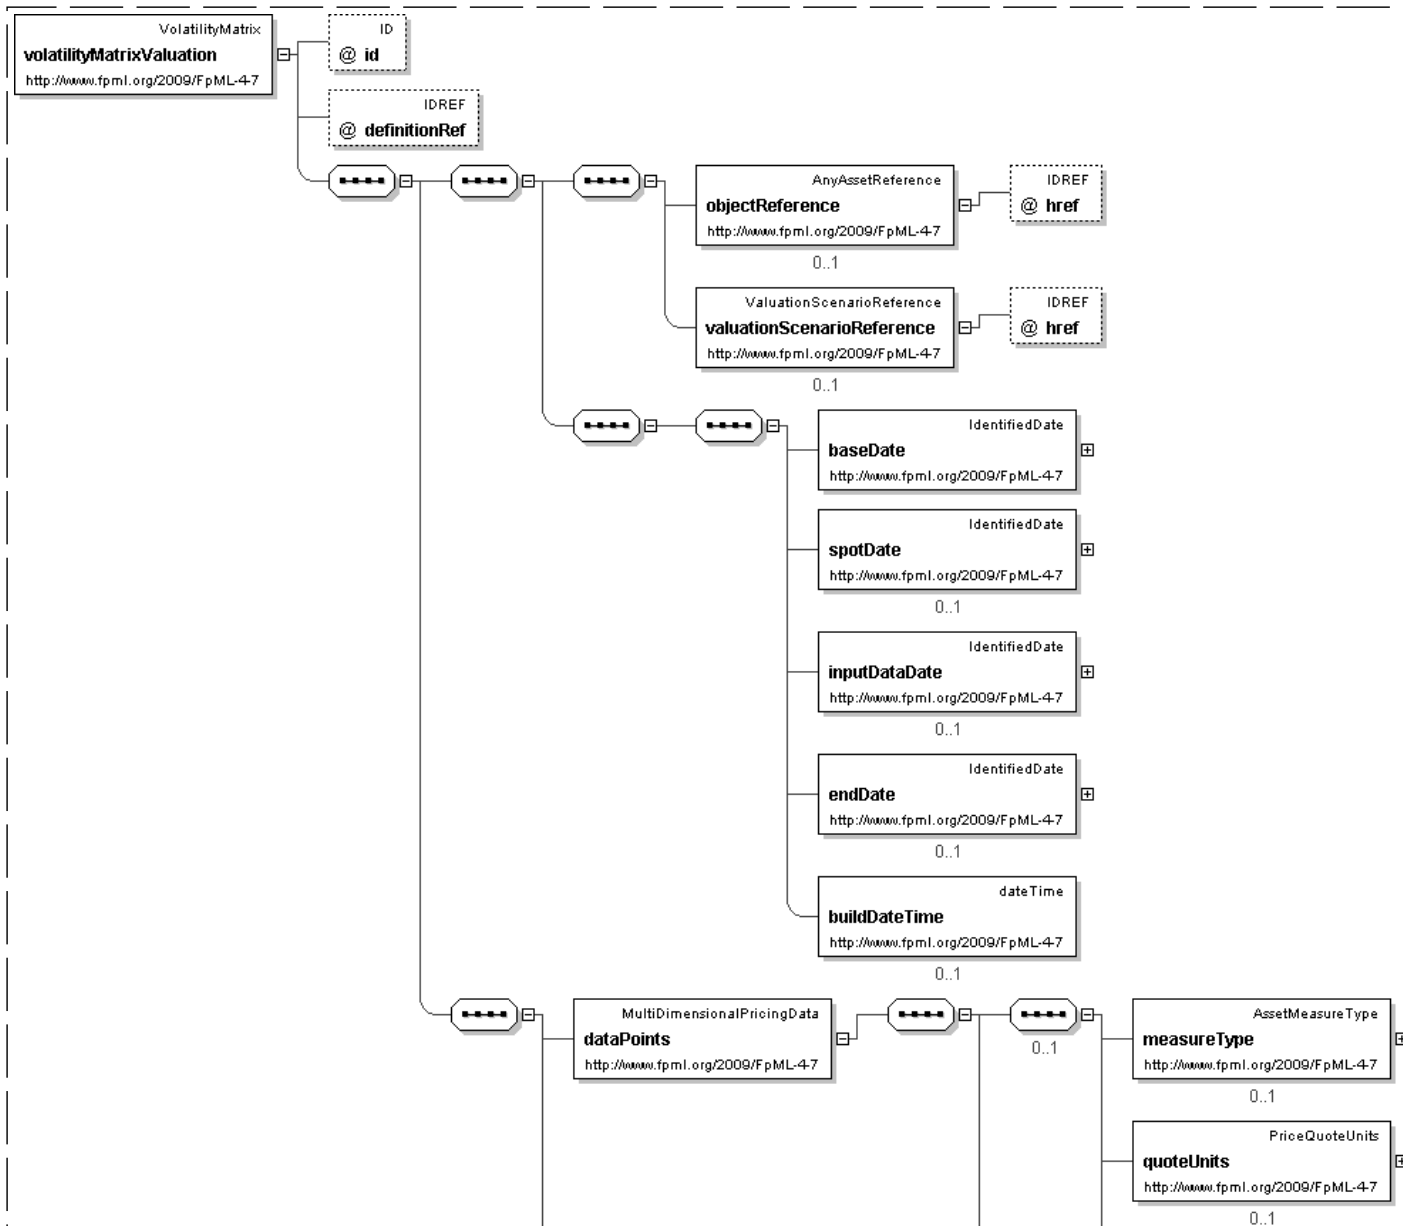 VolatilityMatrix
volatilityMatrixValuation
http://www.fpml.org/2009/FpML-4-7
ID
@ id
IDREF
@ definitionRef
AnyAssetReference
objectReference
http://www.fpml.org/2009/FpML-4-7
0..1
IDREF
@ href
ValuationScenarioReference
valuationScenarioReference
http://www.fpml.org/2009/FpML-4-7
0..1
IDREF
@ href
IdentifiedDate
baseDate
http://www.fpml.org/2009/FpML-4-7
IdentifiedDate
spotDate
http://www.fpml.org/2009/FpML-4-7
0..1
IdentifiedDate
inputDataDate
http://www.fpml.org/2009/FpML-4-7
0..1
IdentifiedDate
endDate
http://www.fpml.org/2009/FpML-4-7
0..1
dateTime
buildDateTime
http://www.fpml.org/2009/FpML-4-7
0..1
MultiDimensionalPricingData
dataPoints
http://www.fpml.org/2009/FpML-4-7
0..1
AssetMeasureType
measureType
http://www.fpml.org/2009/FpML-4-7
0..1
PriceQuoteUnits
quoteUnits
http://www.fpml.org/2009/FpML-4-7
0..1